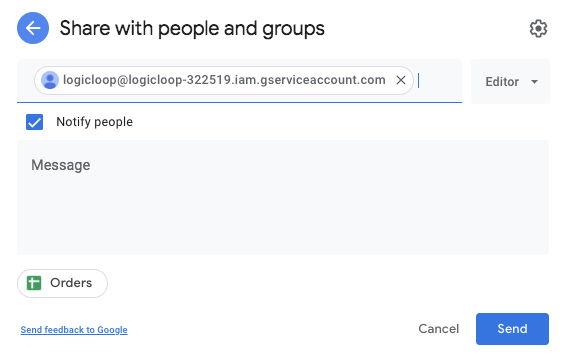 Share with people and groups
logicloop@logicloop-322519.iam.gserviceaccount.com
Editor
Notify people
Message
Orders
Send feedback to Google
Cancel
Send